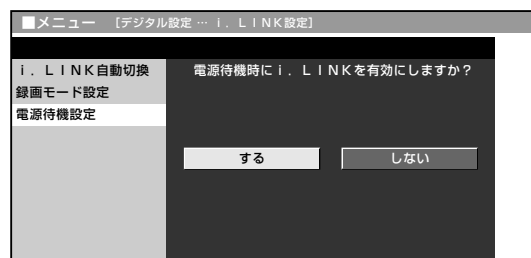 ■メニュー ［デジタル設定 … ｉ．ＬＩＮＫ設定］
ｉ．ＬＩＮＫ自動切換
電源待機時にｉ．ＬＩＮＫを有効にしますか？
録画モード設定
電源待機設定
する
しない